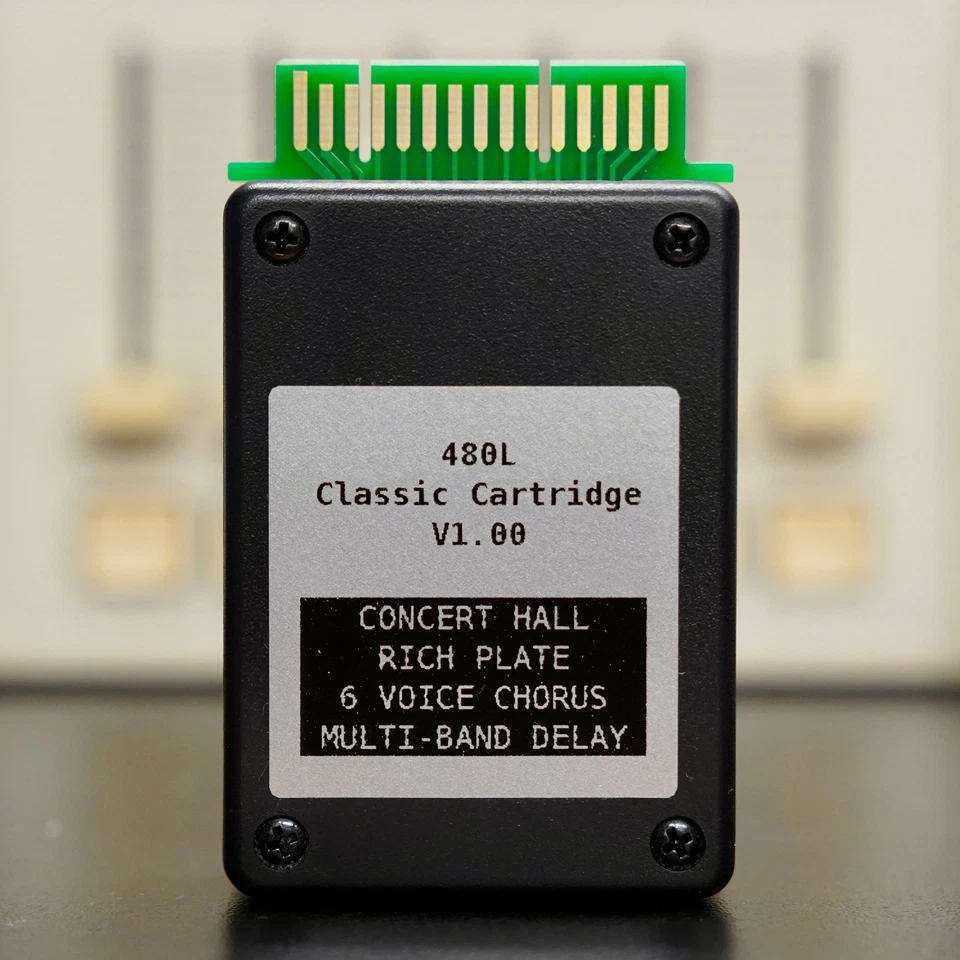 480L
Classic Cartridge
V1.00
CONCERT HALL
RICH PLATE
6 VOICE CHORUS
MULTI-BAND DELAY